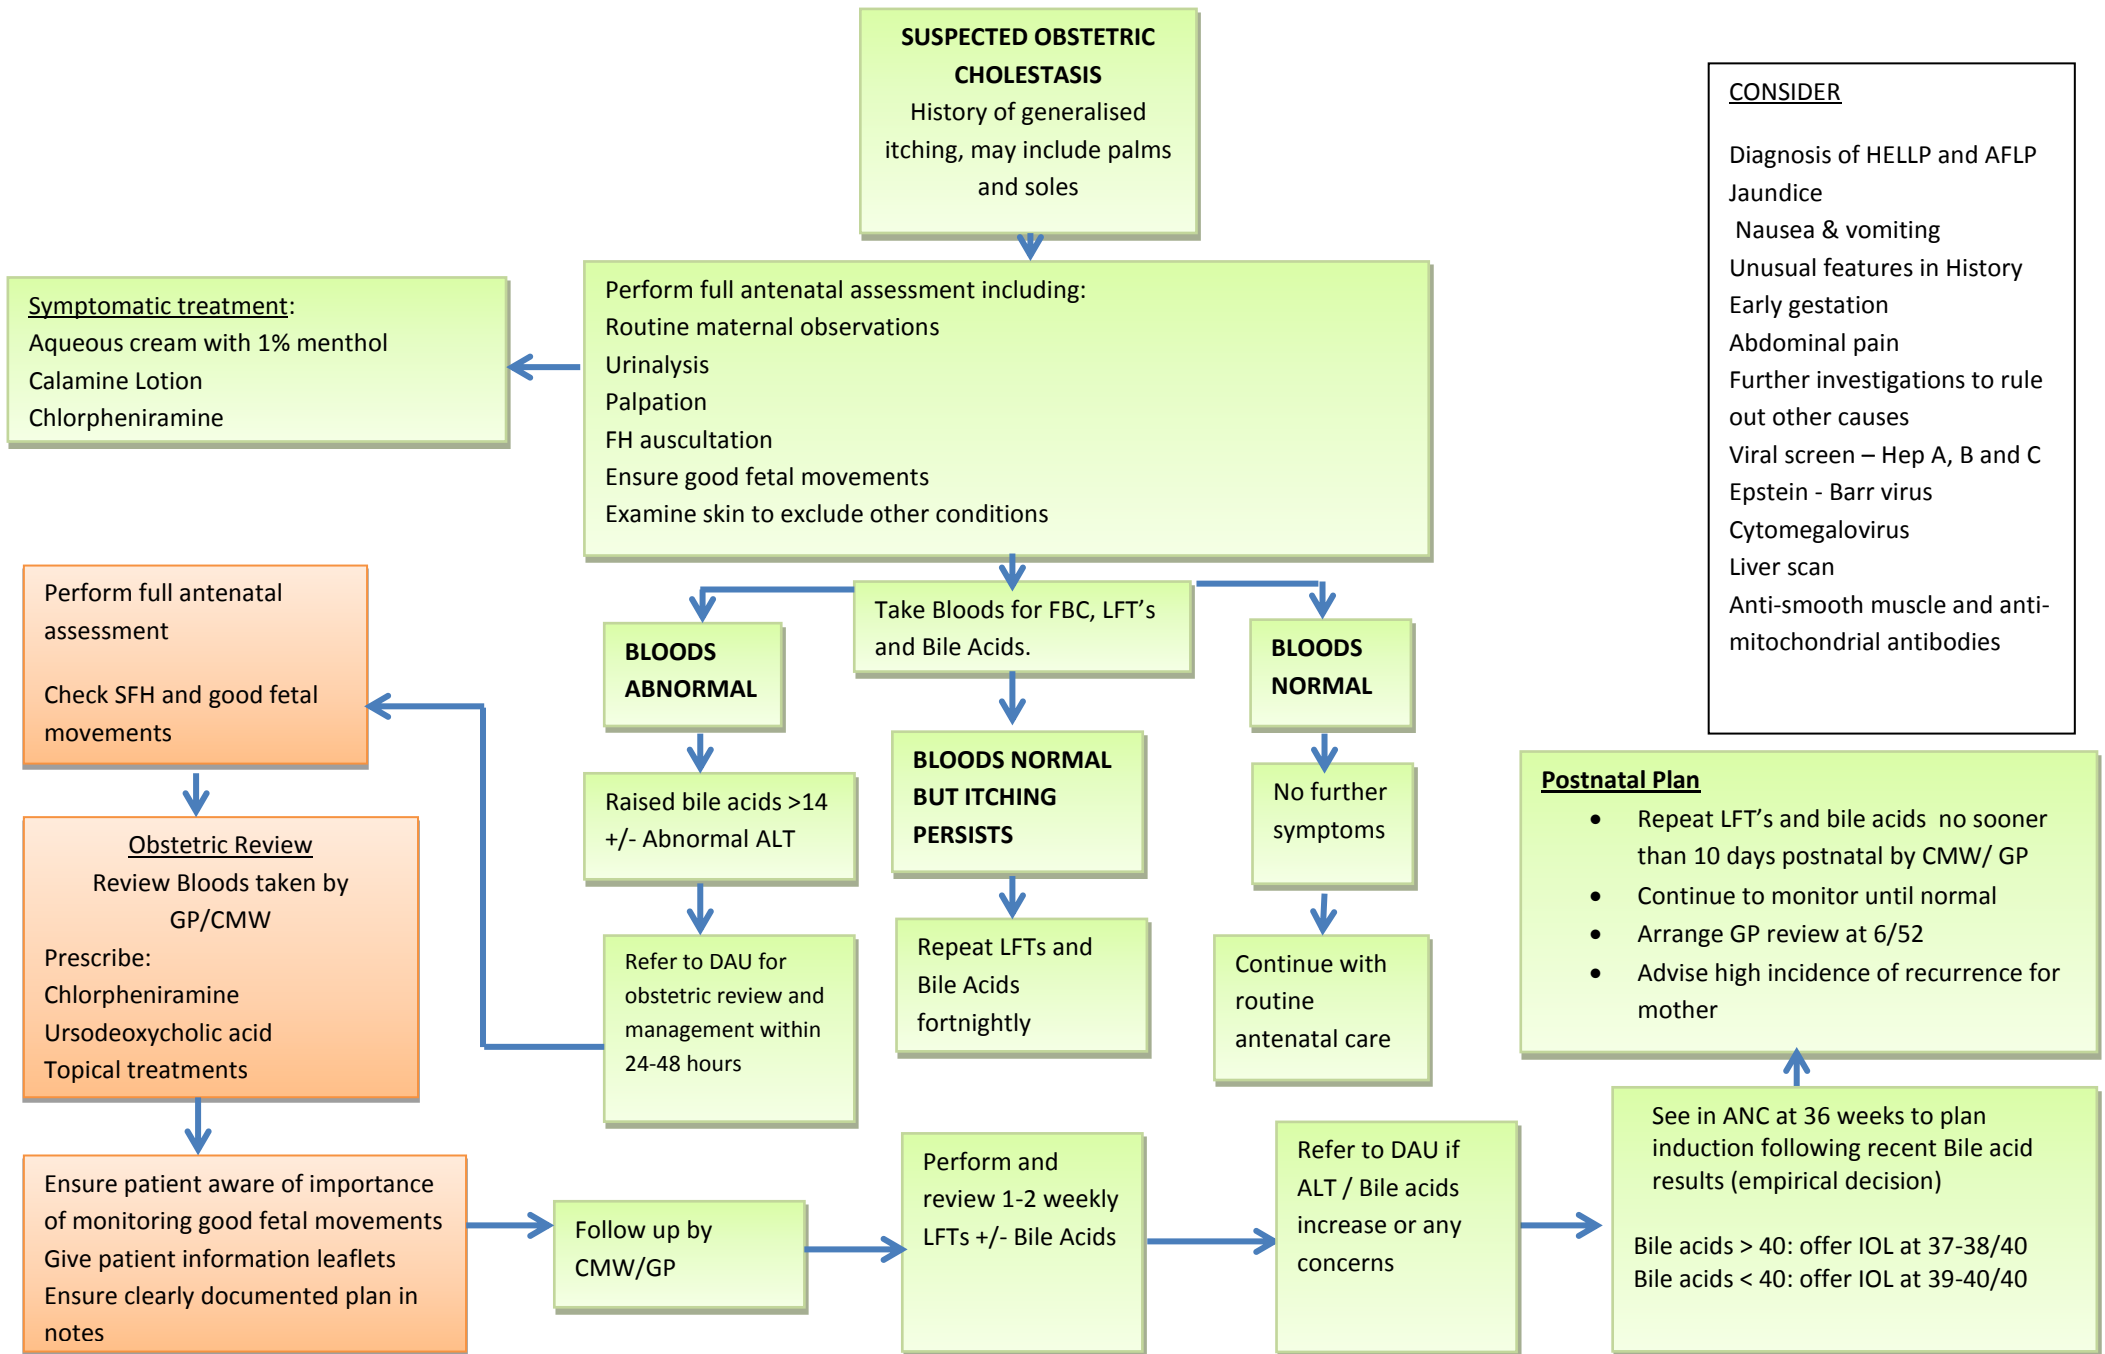 SUSPECTED OBSTETRIC
CHOLESTASIS
History of generalised
itching, may include palms
and soles
CONSIDER
Diagnosis of HELLP and AFLP
Jaundice
Nausea & vomiting
Unusual features in History
Early gestation
Abdominal pain
Further investigations to rule
out other causes
Viral screen – Hep A, B and C
Epstein - Barr virus
Cytomegalovirus
Liver scan
Anti-smooth muscle and anti-
mitochondrial antibodies
Symptomatic treatment:
Aqueous cream with 1% menthol
Calamine Lotion
Chlorpheniramine
Perform full antenatal assessment including:
Routine maternal observations
Urinalysis
Palpation
FH auscultation
Ensure good fetal movements
Examine skin to exclude other conditions
Take Bloods for FBC, LFT's
and Bile Acids.
BLOODS
ABNORMAL
Raised bile acids >14
+/- Abnormal ALT
Refer to DAU for
obstetric review and
management within
24-48 hours
BLOODS NORMAL
BUT ITCHING
PERSISTS
Repeat LFTs and
Bile Acids
fortnightly
BLOODS
NORMAL
No further
symptoms
Continue with
routine
antenatal care
Perform full antenatal
assessment
Check SFH and good fetal
movements
Obstetric Review
Review Bloods taken by
GP/CMW
Prescribe:
Chlorpheniramine
Ursodeoxycholic acid
Topical treatments
Ensure patient aware of importance
of monitoring good fetal movements
Give patient information leaflets
Ensure clearly documented plan in
notes
Follow up by
CMW/GP
Perform and
review 1-2 weekly
LFTs +/- Bile Acids
Refer to DAU if
ALT / Bile acids
increase or any
concerns
See in ANC at 36 weeks to plan
induction following recent Bile acid
results (empirical decision)
Bile acids > 40: offer IOL at 37-38/40
Bile acids < 40: offer IOL at 39-40/40
Postnatal Plan
• Repeat LFT's and bile acids no sooner
than 10 days postnatal by CMW/ GP
• Continue to monitor until normal
• Arrange GP review at 6/52
• Advise high incidence of recurrence for
mother